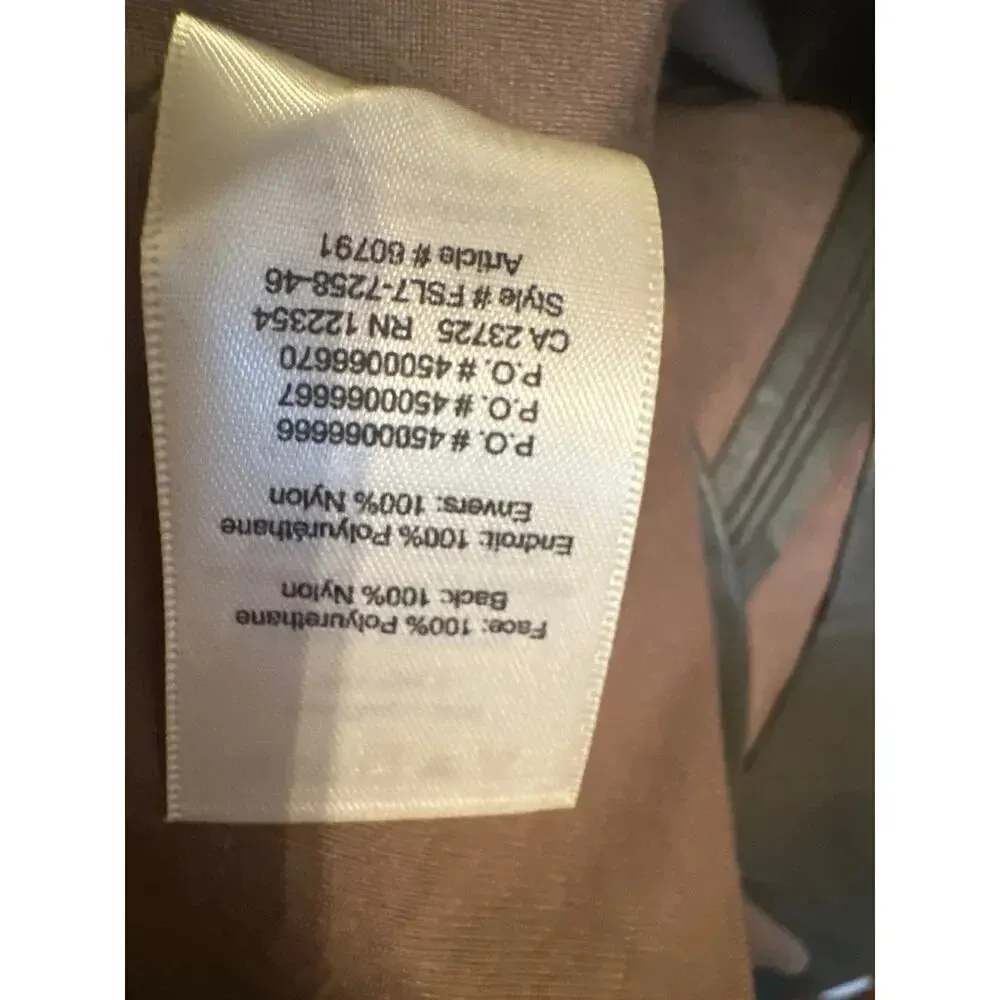 Face: 100% Polyurethane
Back: 100% Nylon
Endroit: 100% Polyuréthane
Envers: 100% Nylon
P.O. # 4500066666
P.O. # 4500066667
P.O. # 4500066670
CA 23725 RN 122354
Style # FSL7-7258-46
Article # 60791